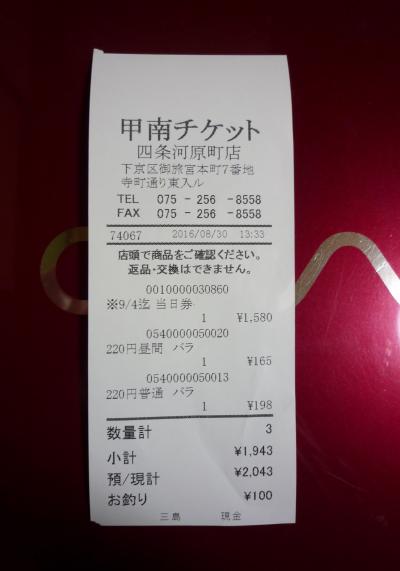 甲南チケット
四条河原町店
下京区御旅宮本町7番地
寺町通り東入ル
TEL 075 - 256 -8558
FAX 075 - 256 -8558
74067 2016/08/30 13:33
店頭で商品をご確認ください。
返品・交換はできません。
0010000030860
※9/4迄 当日券
1 ¥1,580
0540000050020
220円昼間 バラ
1 ¥165
0540000050013
220円普通 バラ
1 ¥198
数量計 3
小計 ¥1,943
預/現計 ¥2,043
お釣り ¥100
三島 現金